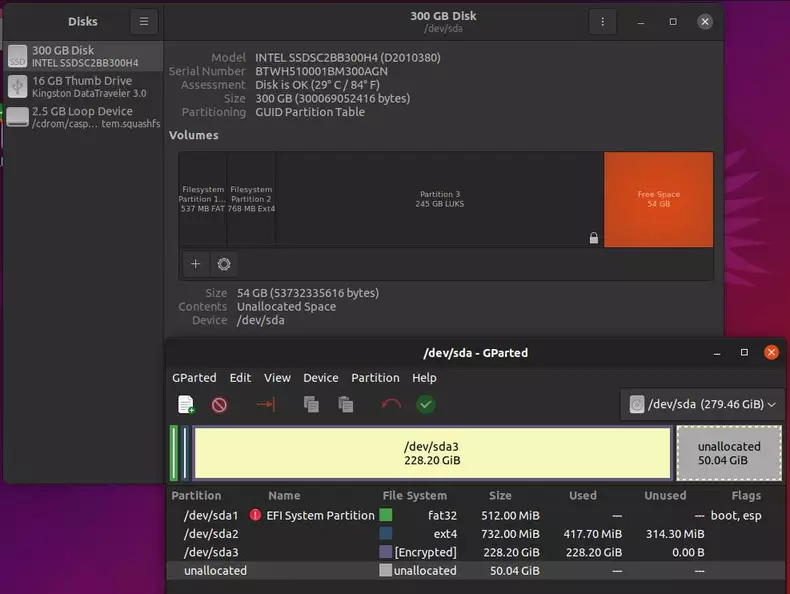 Disks
300 GB Disk
/dev/sda
300 GB Disk
INTEL SSDSC2BB300H4
SSD
16 GB Thumb Drive
Kingston DataTraveler 3.0
2.5 GB Loop Device
/cdrom/casp… tem.squashfs
Model INTEL SSDSC2BB300H4 (D2010380)
Serial Number BTWH510001BM300AGN
Assessment Disk is OK (29° C / 84° F)
Size 300 GB (300069052416 bytes)
Partitioning GUID Partition Table
Volumes
Filesystem
Partition 1…
537 MB FAT
Filesystem
Partition 2
768 MB Ext4
Partition 3
245 GB LUKS
Free Space
54 GB
Size 54 GB (53732335616 bytes)
Contents Unallocated Space
Device /dev/sda
/dev/sda - GParted
GParted Edit View Device Partition Help
/dev/sda (279.46 GiB)
/dev/sda3
228.20 GiB
unallocated
50.04 GiB
Partition Name File System Size Used Unused Flags
/dev/sda1 EFI System Partition fat32 512.00 MiB --- --- boot, esp
/dev/sda2 ext4 732.00 MiB 417.70 MiB 314.30 MiB
/dev/sda3 [Encrypted] 228.20 GiB 228.20 GiB 0.00 B
unallocated unallocated 50.04 GiB --- ---